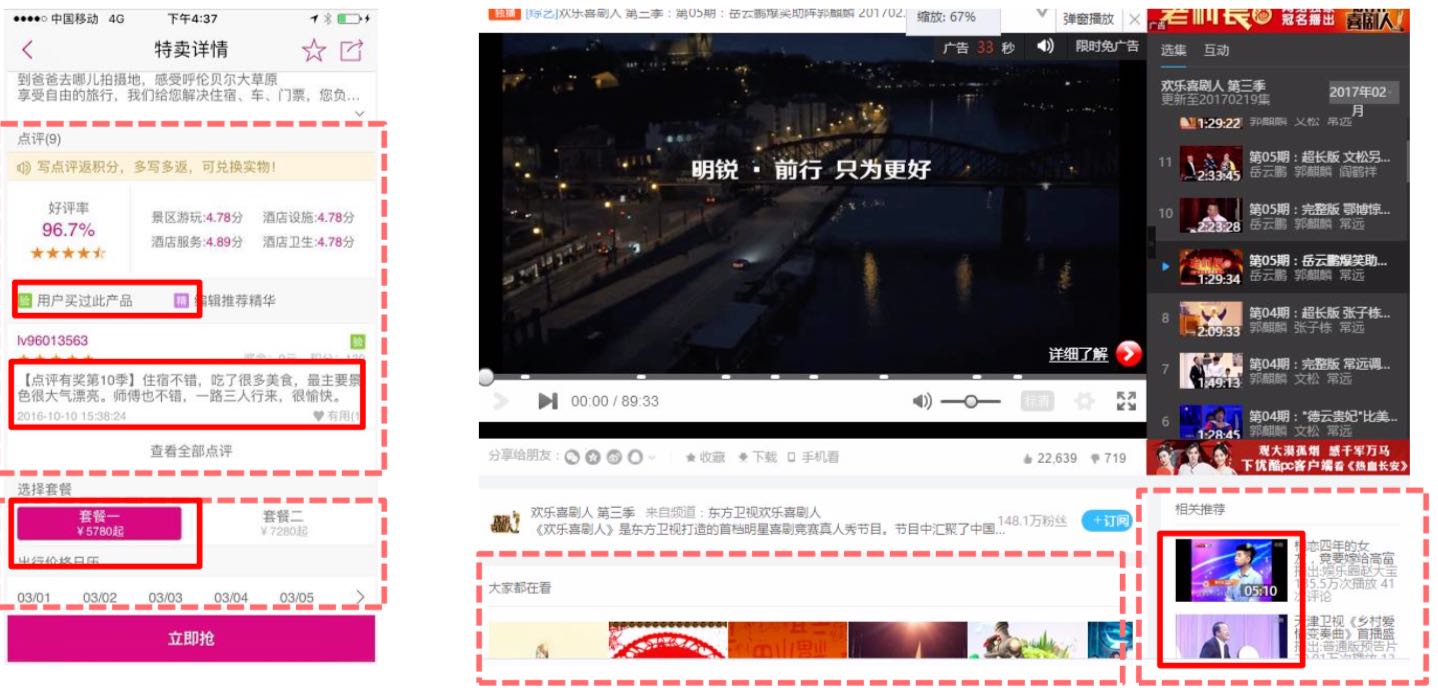 中国移动 4G 下午4:37
特卖详情
到爸爸去哪儿拍摄地，感受呼伦贝尔大草原
享受自由的旅行，我们给您解决住宿、车、门票，您负...
点评(9)
写点评返积分，多写多返，可兑换实物!
好评率
96.7%
景区游玩:4.78分 酒店设施:4.78分
酒店服务:4.89分 酒店卫生:4.78分
验 用户买过此产品 精 编辑推荐精华
lv96013563 验
【点评有奖第10季】住宿不错，吃了很多美食，最主要景
色很大气漂亮。师傅也不错，一路三人行来，很愉快。
2016-10-10 15:38:24 有用(1
查看全部点评
选择套餐
套餐一
¥5780起
套餐二
¥7280起
出行价格日历
03/01 03/02 03/03 03/04 03/05
立即抢
独播 [综艺]欢乐喜剧人 第三季：第05期：岳云鹏爆笑助阵郭麒麟 201702.
缩放: 67%
弹窗播放
广告 33 秒 限时免广告
明锐 · 前行 只为更好
详细了解
00:00 / 89:33
标清
分享给朋友： 收藏 下载 手机看
22,639 719
欢乐喜剧人 第三季 来自频道：东方卫视欢乐喜剧人
《欢乐喜剧人》是东方卫视打造的首档明星喜剧竞赛真人秀节目。节目中汇聚了中国...
148.1万粉丝 +订阅
大家都在看
广告
冠名播出
喜剧人
选集 互动
欢乐喜剧人 第三季
更新至20170219集
2017年02月
1:29:22 郭麒麟 文松 常远
11 2:33:45 第05期：超长版 文松另...
岳云鹏 郭麒麟 阎鹤祥
10 2:23:28 第05期：完整版 鄂博惊...
岳云鹏 郭麒麟 常远
1:29:34 第05期：岳云鹏爆笑助...
岳云鹏 郭麒麟 常远
8 2:09:33 第04期：超长版 张子栋...
郭麒麟 张子栋 常远
7 1:49:13 第04期：完整版 常远调...
郭麒麟 文松 常远
6 1:28:45 第04期："德云贵妃"比美...
郭麒麟 文松 常远
观大漠孤烟 感千军万马
下优酷pc客户端看《热血长安》
相关推荐
05:10
恋四年的女
，竟要嫁给高富
出:娱乐圈赵大宝
5.5万次播放 41
评论
津卫视《乡村爱
变奏曲》首播盛
出:普通版预告片